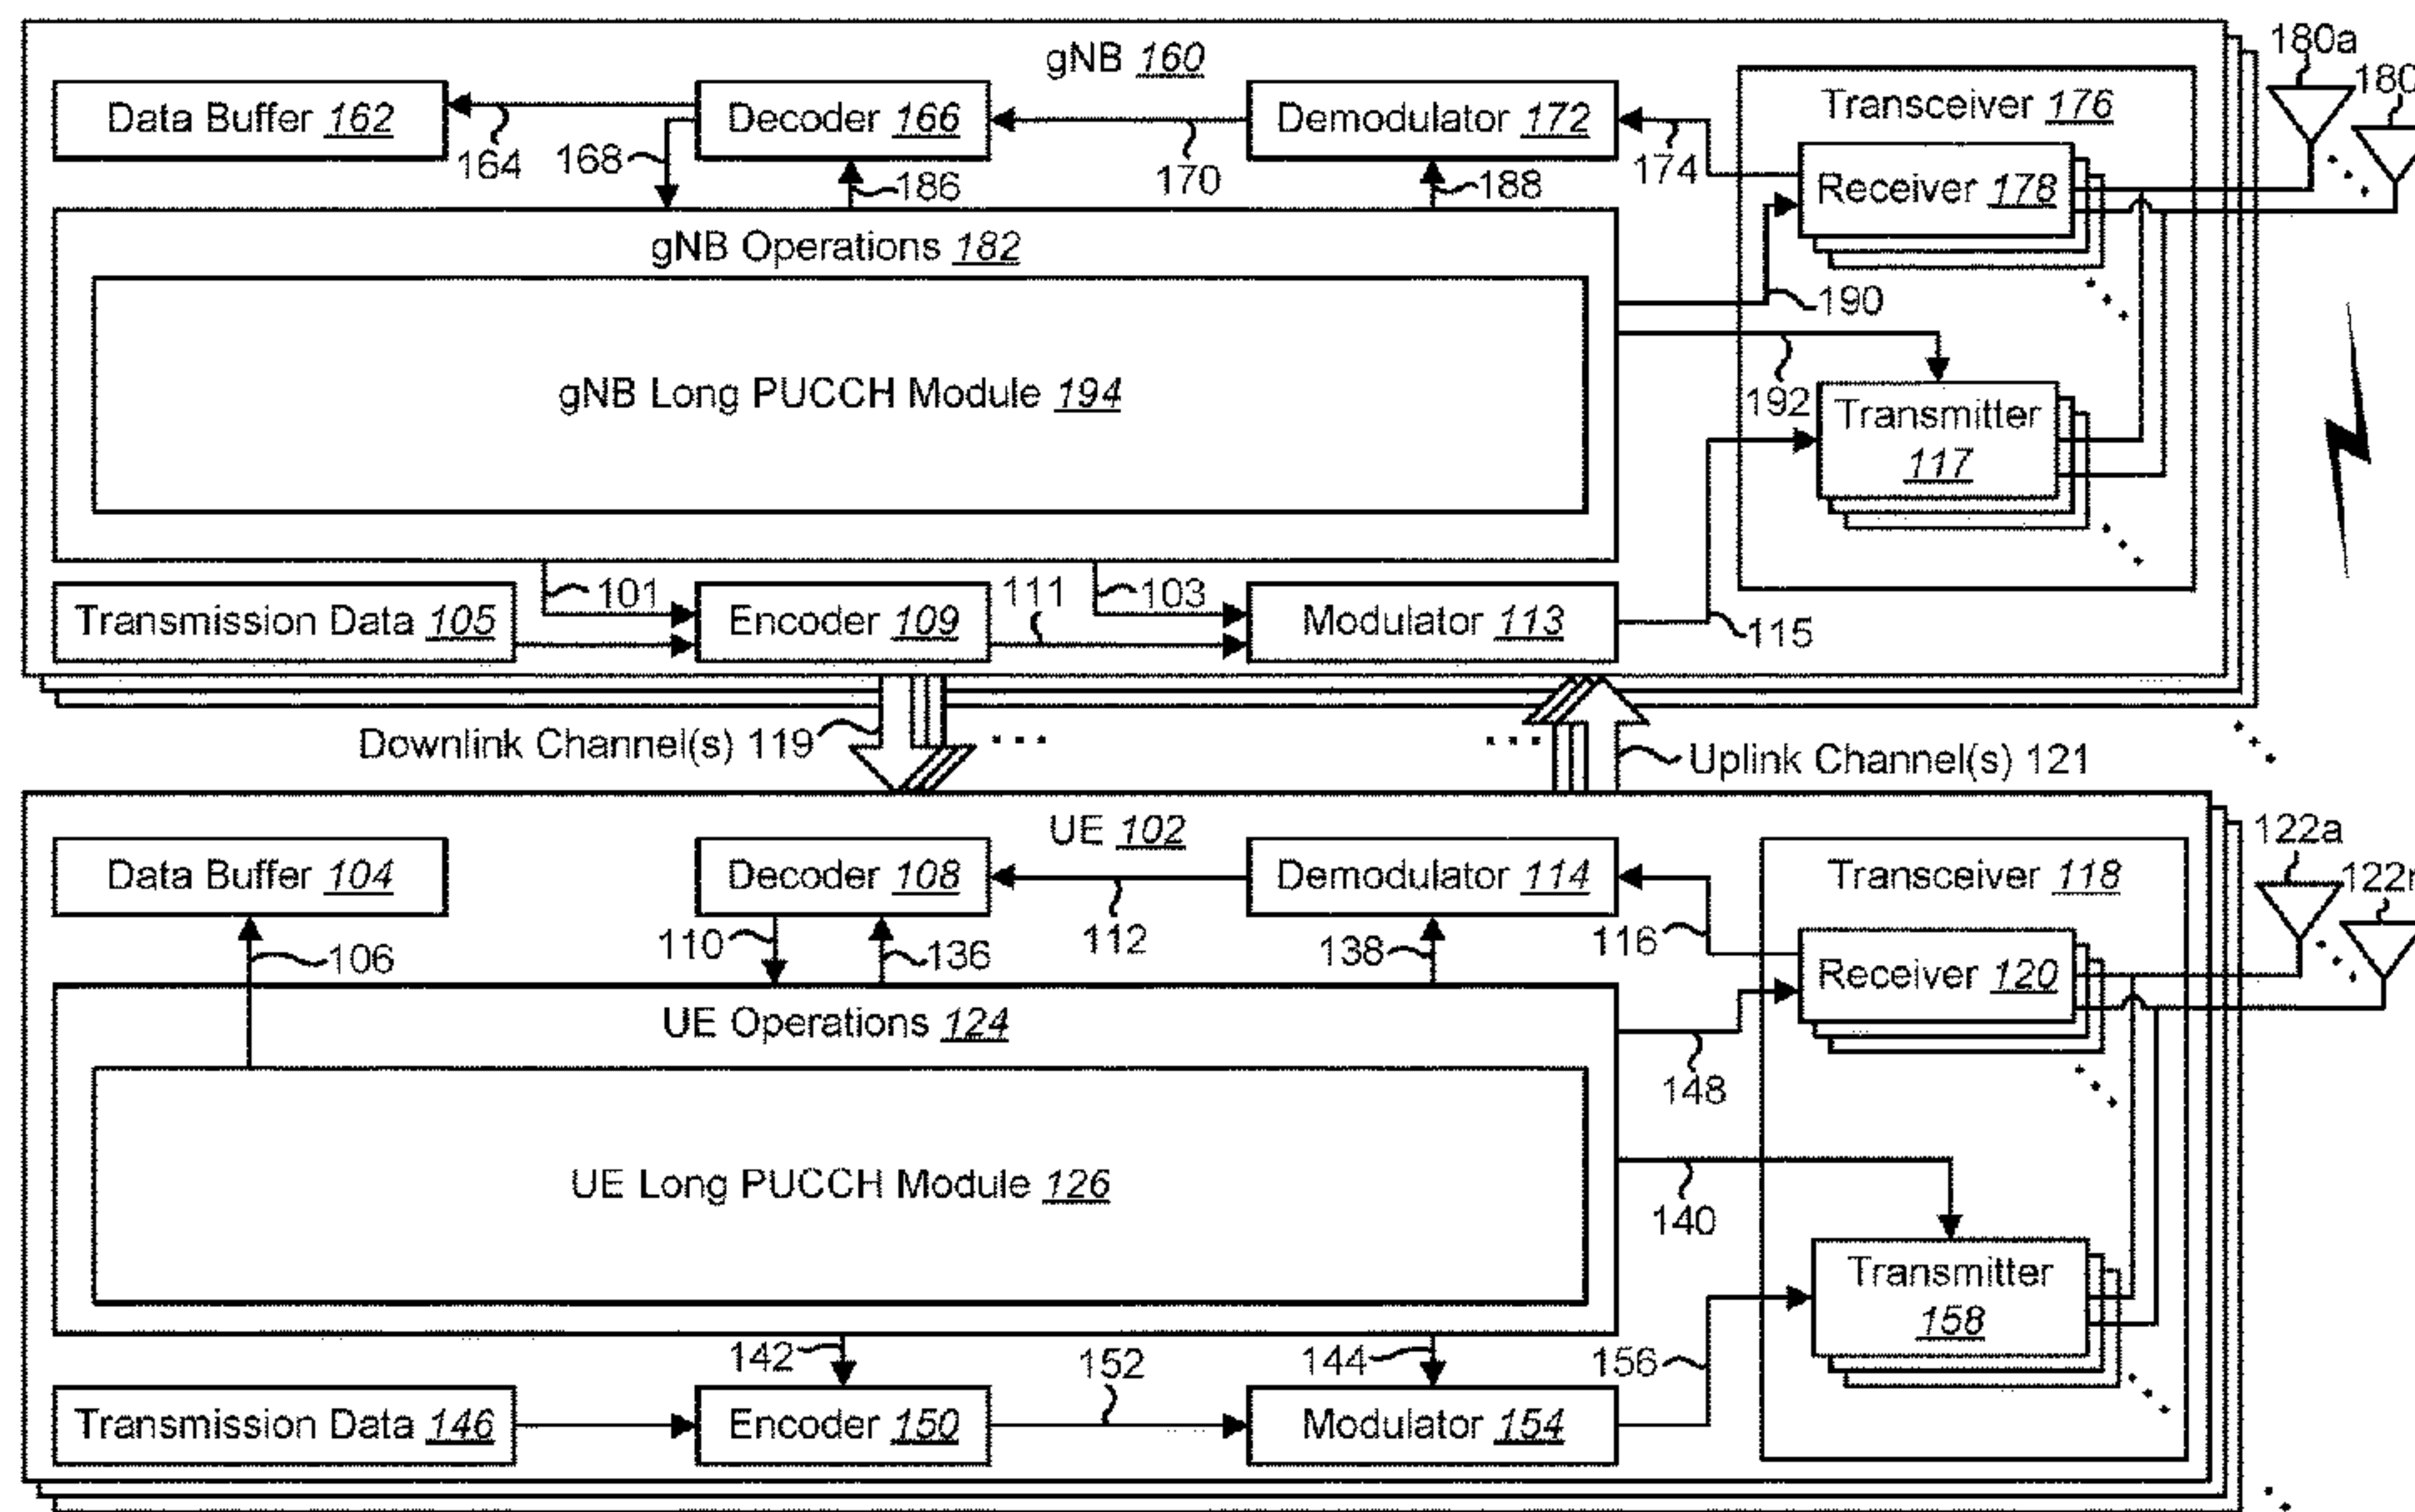 gNB 160
180a
180
Data Buffer 162
Decoder 166
Demodulator 172
Transceiver 176
164
168
186
170
188
174
Receiver 178
gNB Operations 182
190
gNB Long PUCCH Module 194
192
Transmitter
117
101
111
103
115
Transmission Data 105
Encoder 109
Modulator 113
Downlink Channel(s) 119
Uplink Channel(s) 121
UE 102
122a
122n
Data Buffer 104
Decoder 108
Demodulator 114
Transceiver 118
106
110
136
112
138
116
Receiver 120
UE Operations 124
148
UE Long PUCCH Module 126
140
Transmitter
158
142
152
144
156
Transmission Data 146
Encoder 150
Modulator 154